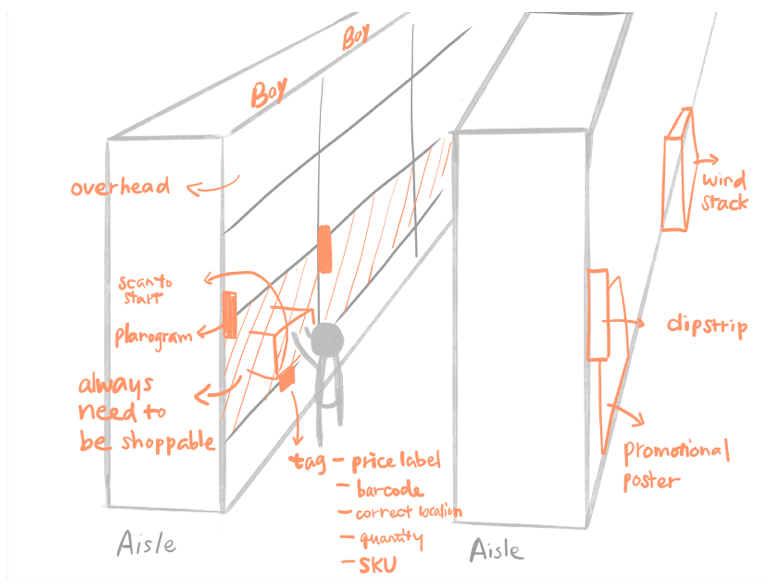 Bay
Bay
overhead
scan to
start
planogram
always
need to
be shoppable
tag - price label
- barcode
- correct location
- quantity
- SKU
Aisle
wind
stack
clipstrip
promotional
poster
Aisle